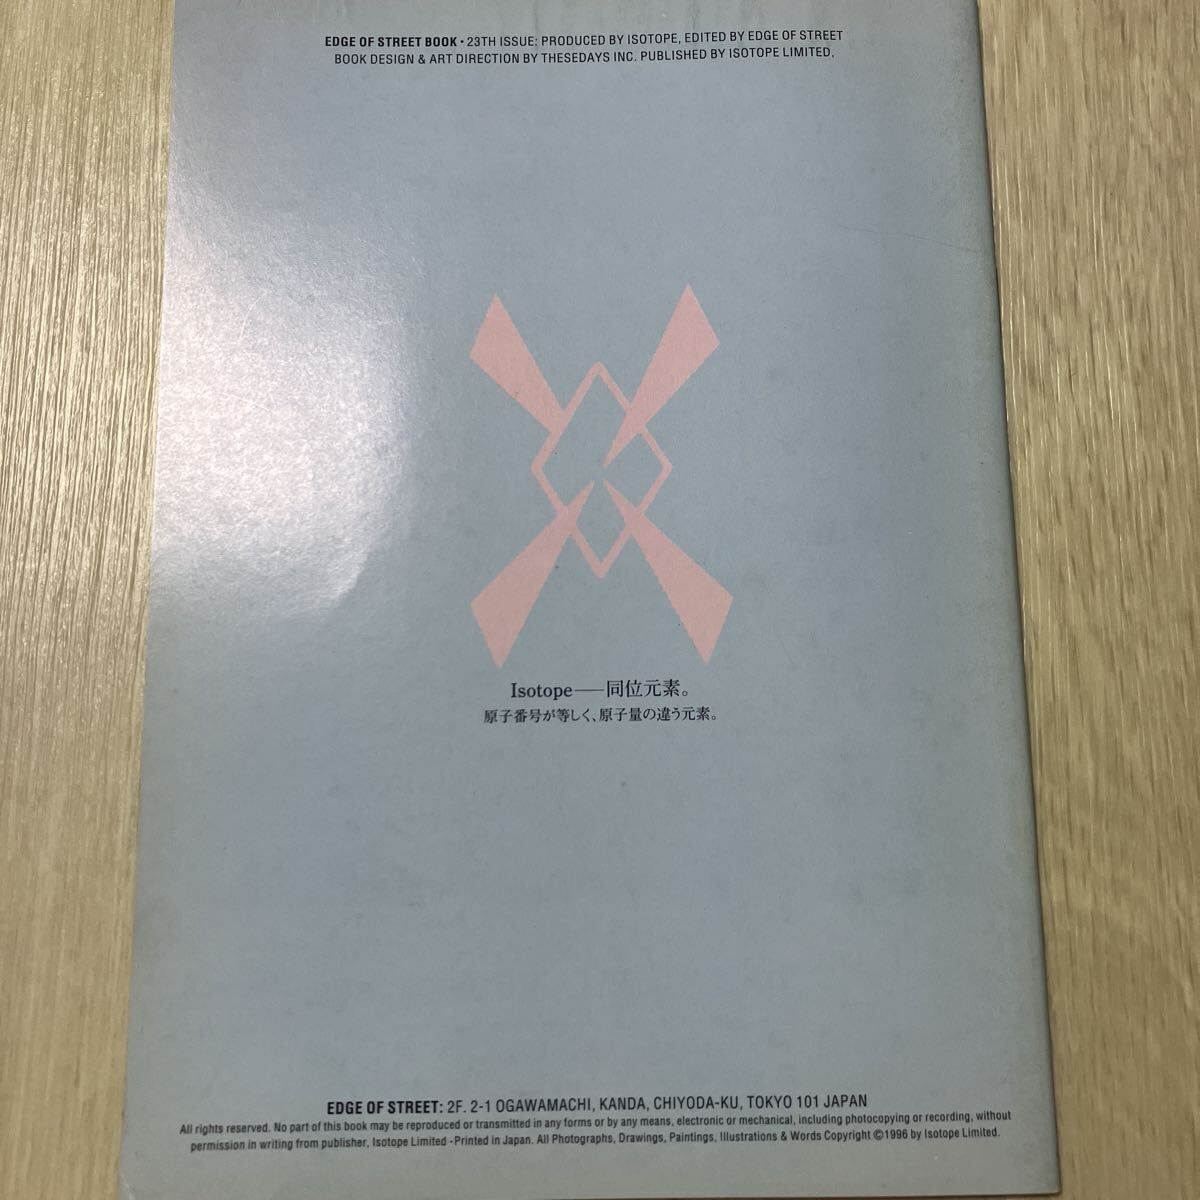 EDGE OF STREET BOOK • 23TH ISSUE: PRODUCED BY ISOTOPE, EDITED BY EDGE OF STREET
BOOK DESIGN & ART DIRECTION BY THESEDAYS INC. PUBLISHED BY ISOTOPE LIMITED,
Isotope——同位元素。
原子番号が等しく、原子量の違う元素。
EDGE OF STREET: 2F. 2-1 OGAWAMACHI, KANDA, CHIYODA-KU, TOKYO 101 JAPAN
All rights reserved. No part of this book may be reproduced or transmitted in any forms or by any means, electronic or mechanical, including photocopying or recording, without
permission in writing from publisher, Isotope Limited -Printed in Japan. All Photographs, Drawings, Paintings, Illustrations & Words Copyright ©1996 by Isotope Limited.